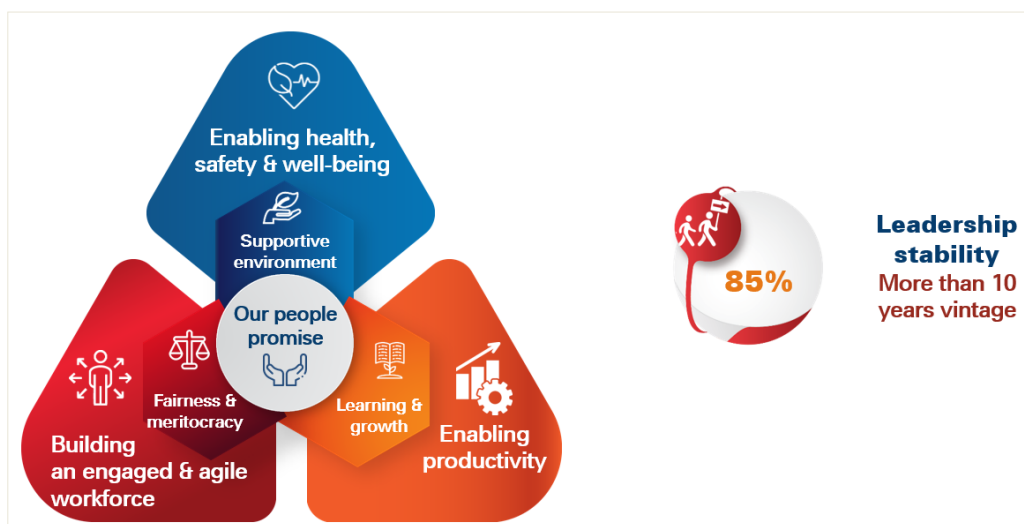 Enabling health,
safety & well-being
Supportive
environment
Our people
promise
Fairness &
meritocracy
Learning &
growth
Building
an engaged & agile
workforce
Enabling
productivity
85%
Leadership
stability
More than 10
years vintage